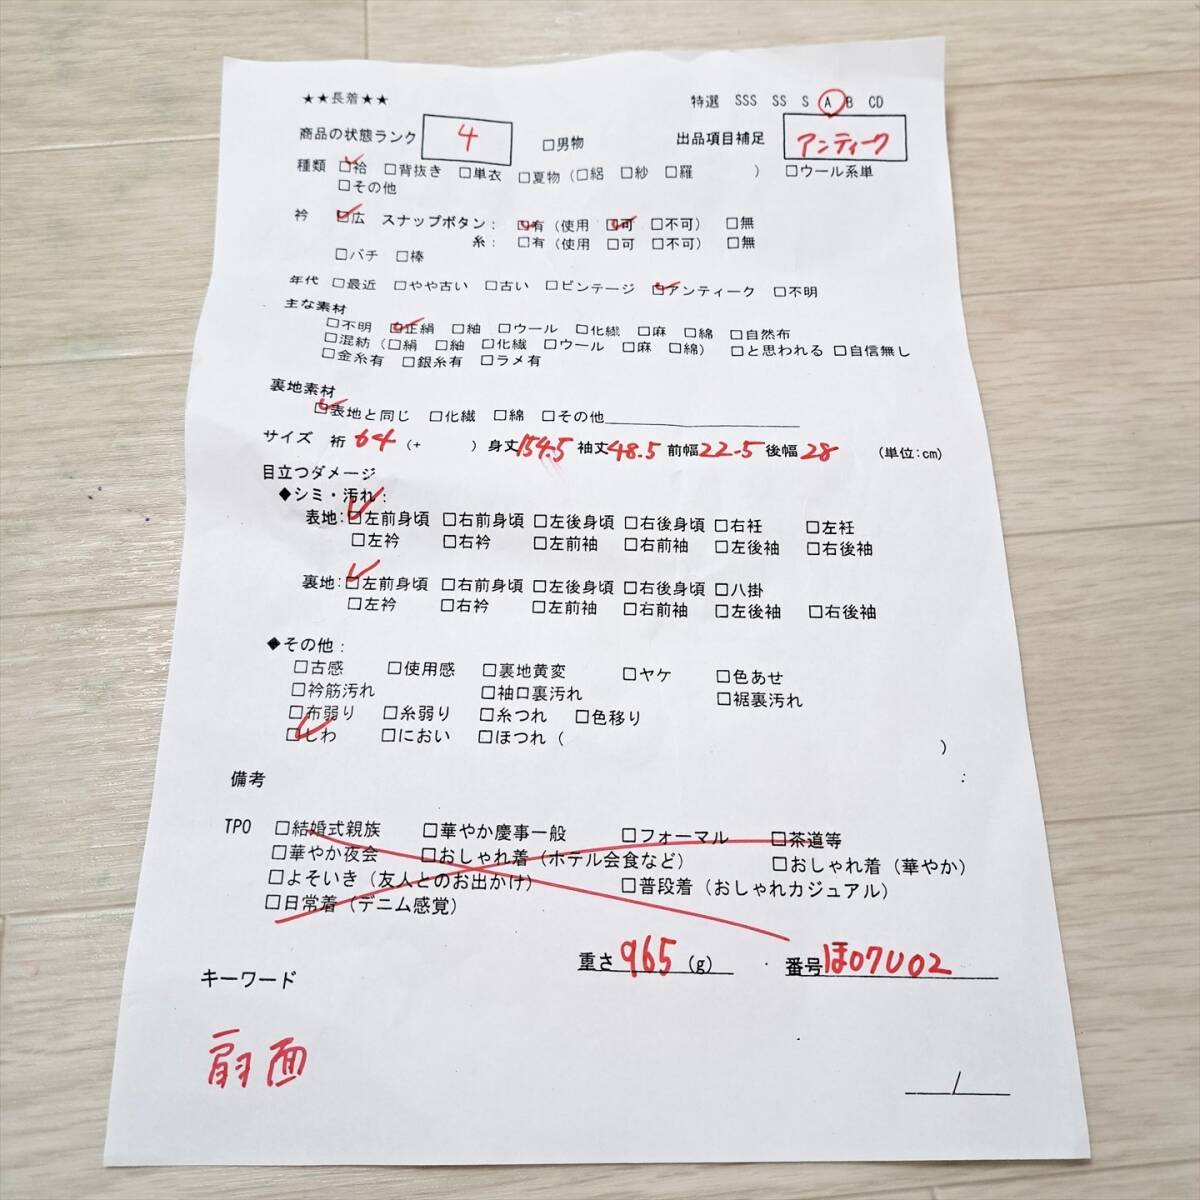 ★★長着★★ 特選 SSS SS S A B CD
商品の状態ランク 4 □男物 出品項目補足 アンティーク
種類 □袷 □背抜き □単衣 □夏物（□絽 □紗 □羅 ） □ウール系単
□その他
衿 □広 スナップボタン： □有（使用 □可 □不可） □無
糸：□有（使用 □可 □不可） □無
□バチ □棒
年代 □最近 □やや古い □古い □ビンテージ □アンティーク □不明
主な素材
□不明 □正絹 □紬 □ウール □化繊 □麻 □綿 □自然布
□混紡（□絹 □紬 □化繊 □ウール □麻 □綿） □と思われる □自信無し
□金糸有 □銀糸有 □ラメ有
裏地素材
□表地と同じ □化繊 □綿 □その他
サイズ 裄 64 （+ ）身丈154.5 袖丈48.5 前幅22.5 後幅28 （単位:cm）
目立つダメージ
◆シミ・汚れ：
表地:□左前身頃 □右前身頃 □左後身頃 □右後身頃 □右衽 □左衽
□左衿 □右衿 □左前袖 □右前袖 □左後袖 □右後袖
裏地:□左前身頃 □右前身頃 □左後身頃 □右後身頃 □八掛
□左衿 □右衿 □左前袖 □右前袖 □左後袖 □右後袖
◆その他：
□古感 □使用感 □裏地黄変 □ヤケ □色あせ
□衿筋汚れ □袖口裏汚れ □裾裏汚れ
□布弱り □糸弱り □糸つれ □色移り
□しわ □におい □ほつれ（ ）
備考 ：
TPO □結婚式親族 □華やか慶事一般 □フォーマル □茶道等
□華やか夜会 □おしゃれ着（ホテル会食など） □おしゃれ着（華やか）
□よそいき（友人とのお出かけ） □普段着（おしゃれカジュアル）
□日常着（デニム感覚）
重さ 965 (g) 番号 ほ07U02
キーワード
扇面
/